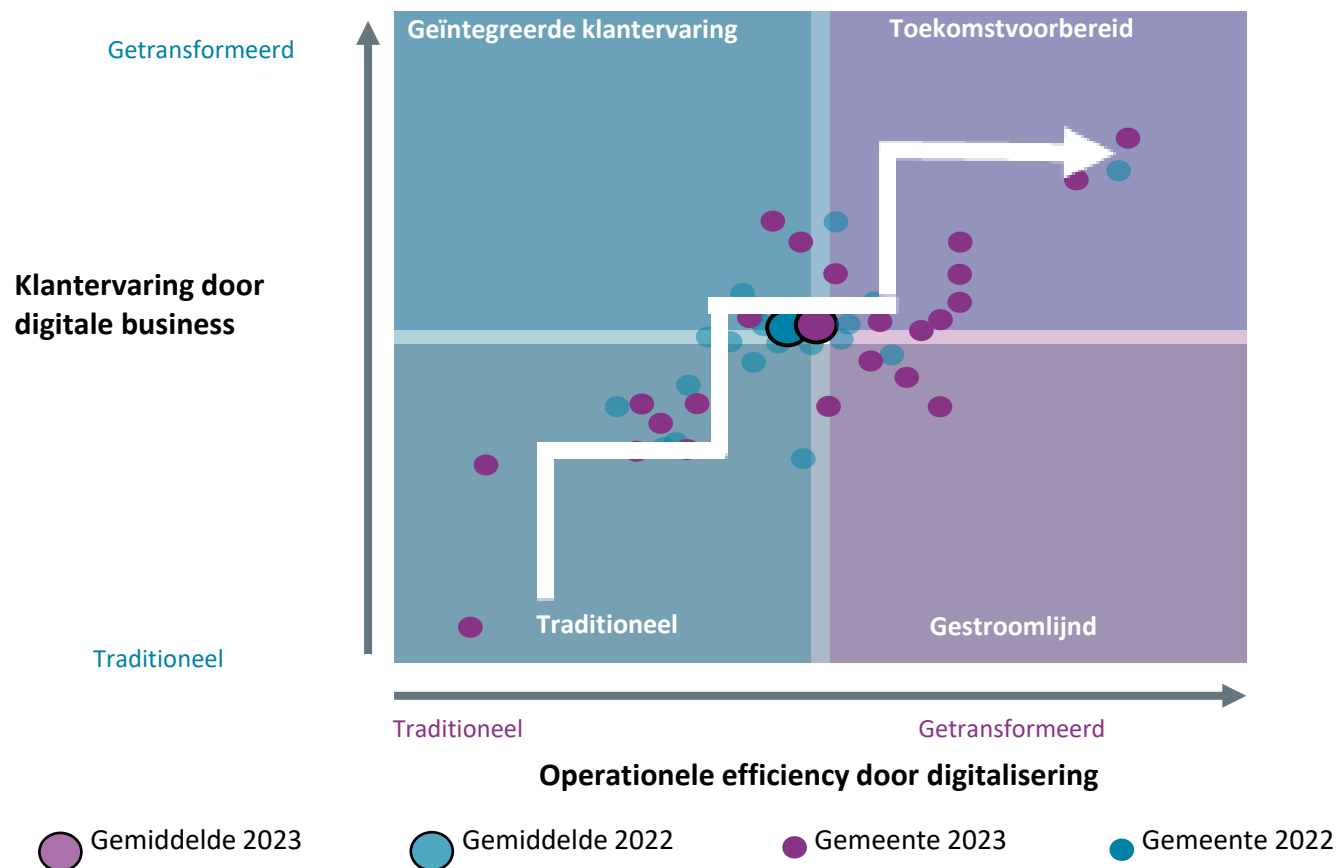 Geïntegreerde klantervaring
Toekomstvoorbereid
Getransformeerd
Klantervaring door
digitale business
Traditioneel
Gestroomlijnd
Traditioneel
Traditioneel
Getransformeerd
Operationele efficiency door digitalisering
Gemiddelde 2023
Gemiddelde 2022
Gemeente 2023
Gemeente 2022